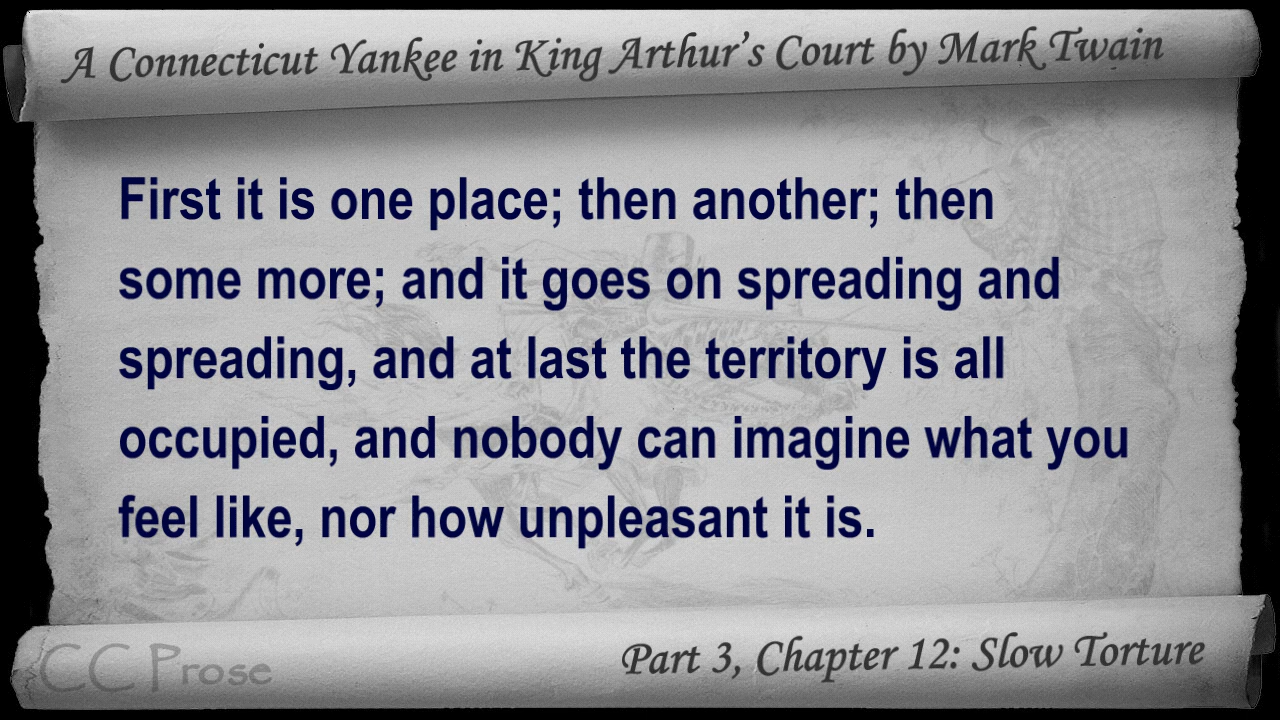 A Connecticut Yankee in King Arthur's Court by Mark Twain
First it is one place; then another; then
some more; and it goes on spreading and
spreading, and at last the territory is all
occupied, and nobody can imagine what you
feel like, nor how unpleasant it is.
CC Prose
Part 3, Chapter 12: Slow Torture